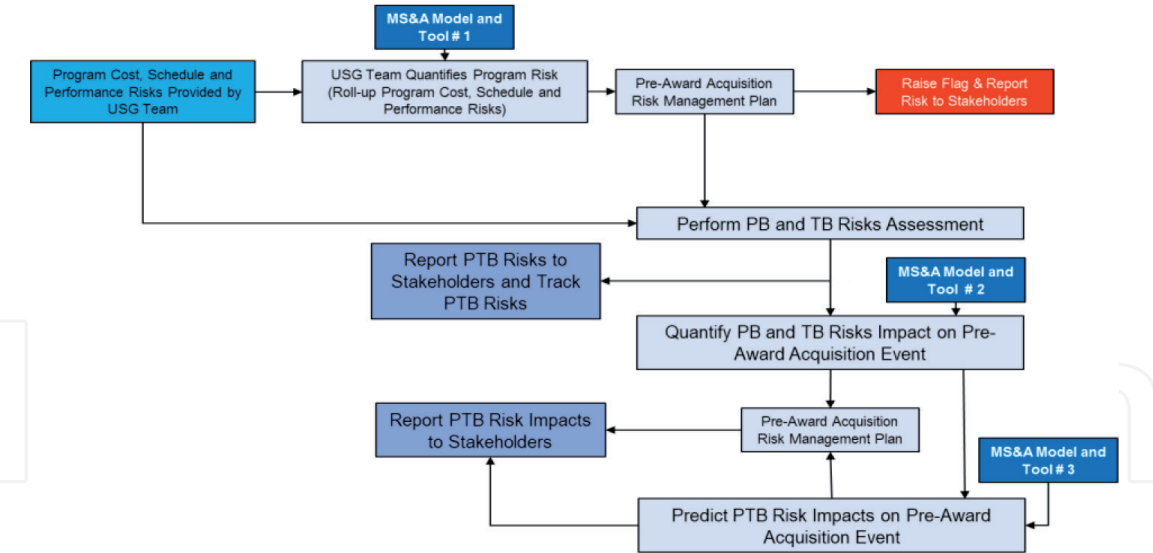 MS&A Model and
Tool # 1
Program Cost, Schedule and
Performance Risks Provided by
USG Team
USG Team Quantifies Program Risk
(Roll-up Program Cost, Schedule and
Performance Risks)
Pre-Award Acquisition
Risk Management Plan
Raise Flag & Report
Risk to Stakeholders
Perform PB and TB Risks Assessment
Report PTB Risks to
Stakeholders and Track
PTB Risks
MS&A Model and
Tool # 2
Quantify PB and TB Risks Impact on Pre-
Award Acquisition Event
Report PTB Risk Impacts
to Stakeholders
Pre-Award Acquisition
Risk Management Plan
MS&A Model and
Tool # 3
Predict PTB Risk Impacts on Pre-Award
Acquisition Event